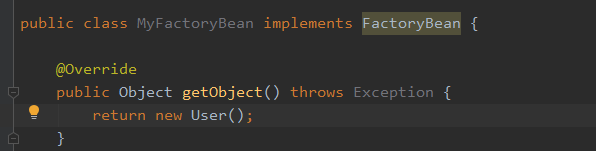 public class MyFactoryBean implements FactoryBean {
@Override
public Object getObject() throws Exception {
return new User();
}